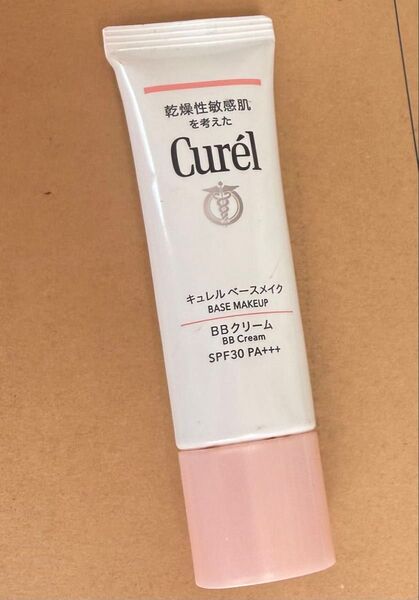 乾燥性敏感肌
を考えた
Curél
キュレル ベースメイク
BASE MAKEUP
BBクリーム
BB Cream
SPF30 PA+++